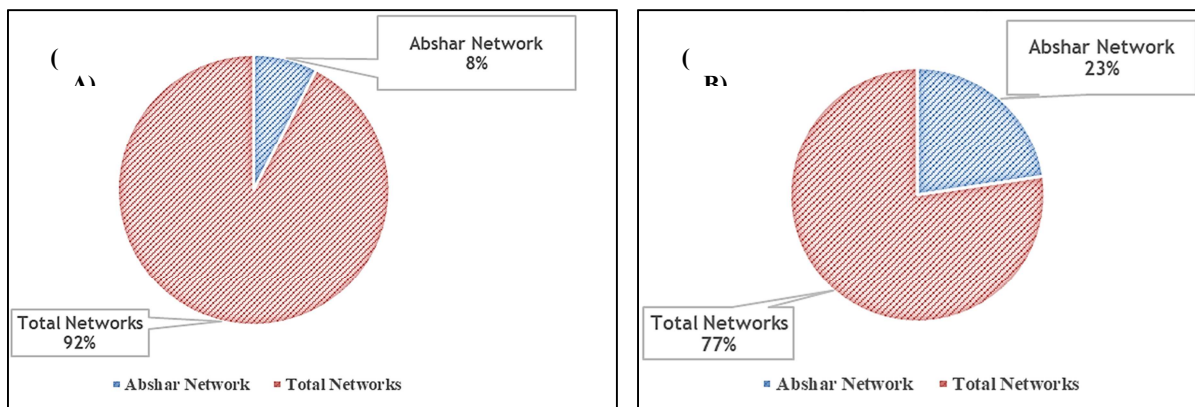 (
A)
Abshar Network
8%
Total Networks
92%
Abshar Network Total Networks
(
B)
Abshar Network
23%
Total Networks
77%
Abshar Network Total Networks